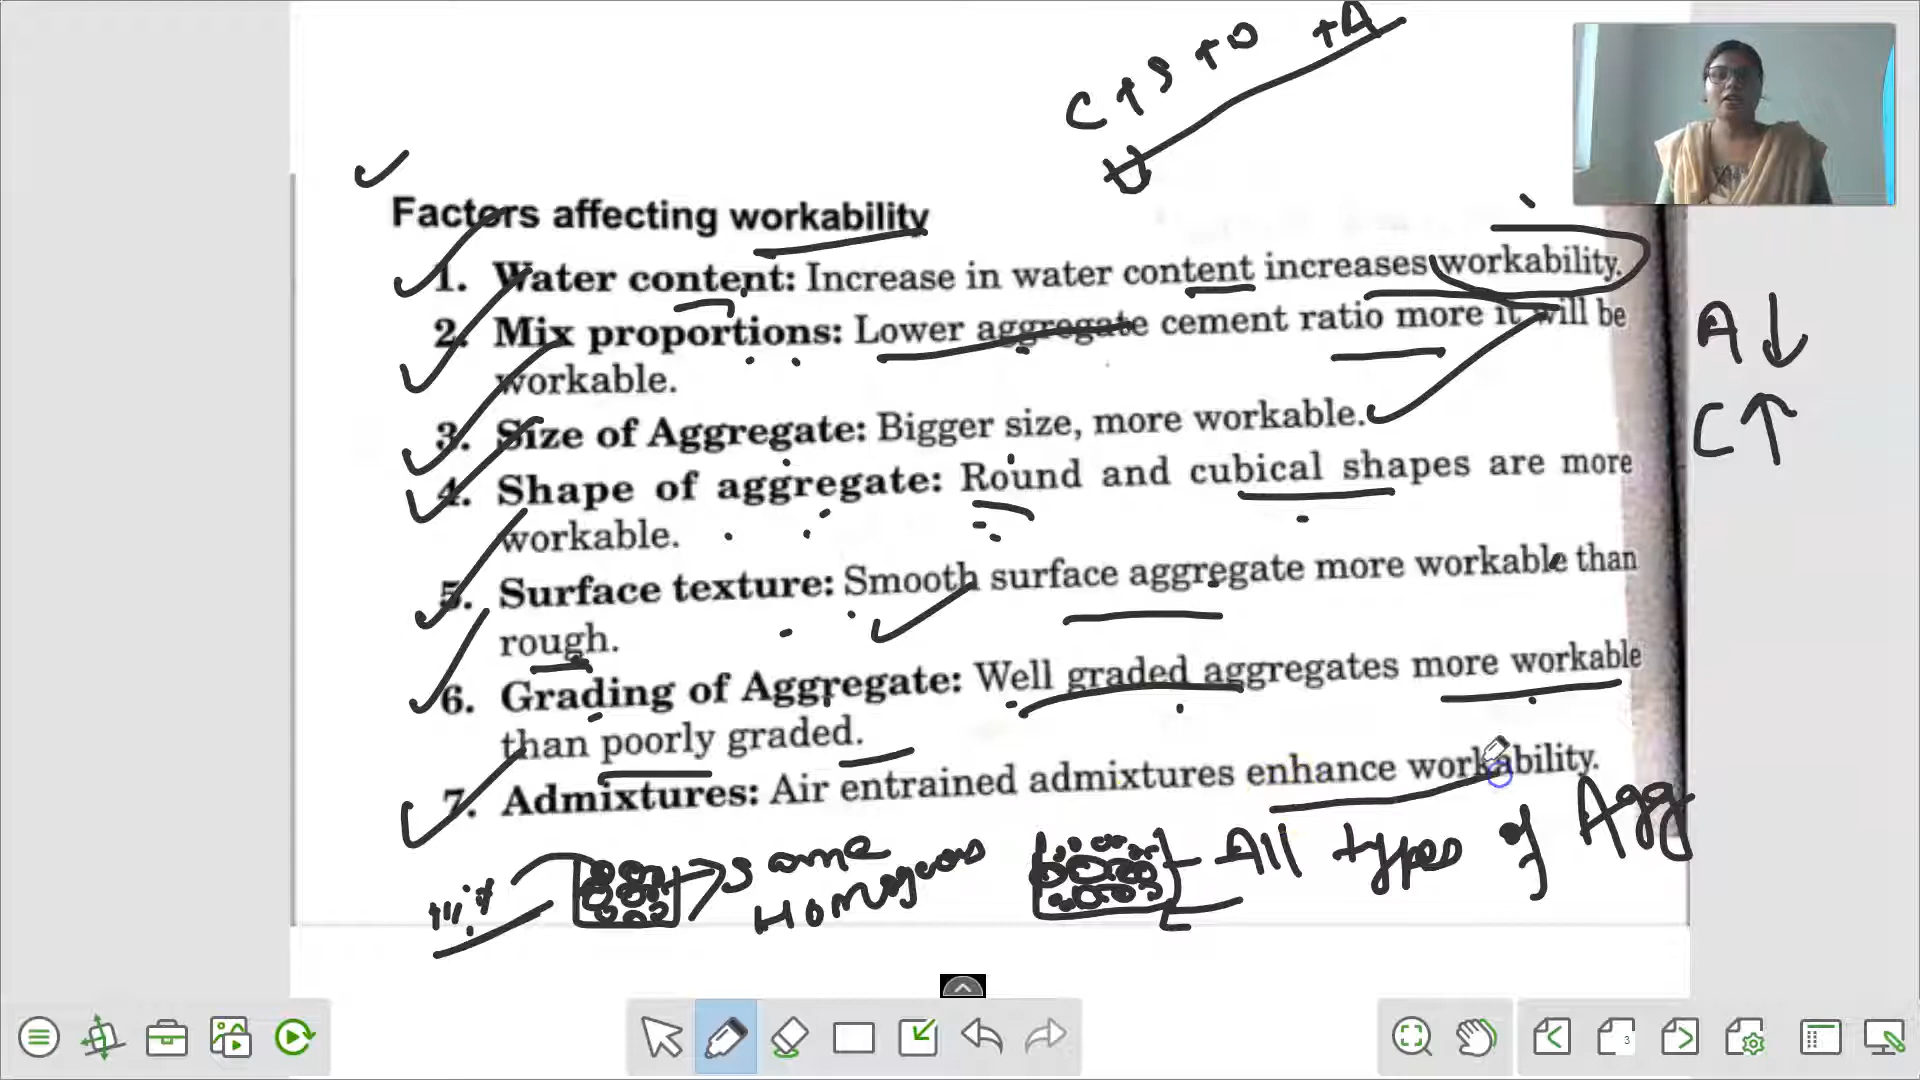 C + S + D + A
Factors affecting workability
1. Water content: Increase in water content increases workability.
2. Mix proportions: Lower aggregate cement ratio more it will be
workable.
A↓
C↑
3. Size of Aggregate: Bigger size, more workable.
4. Shape of aggregate: Round and cubical shapes are more
workable.
5. Surface texture: Smooth surface aggregate more workable than
rough.
6. Grading of Aggregate: Well graded aggregates more workable
than poorly graded.
7. Admixtures: Air entrained admixtures enhance workability.
All types of Agg
same
3